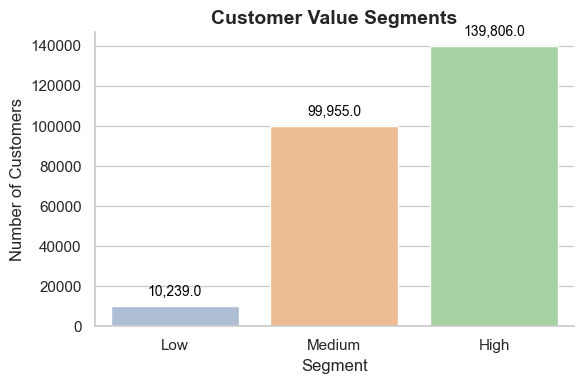 Customer Value Segments
139,806.0
140000
120000
99,955.0
100000
80000
60000
40000
20000
10,239.0
0
Number of Customers
Low Medium High
Segment